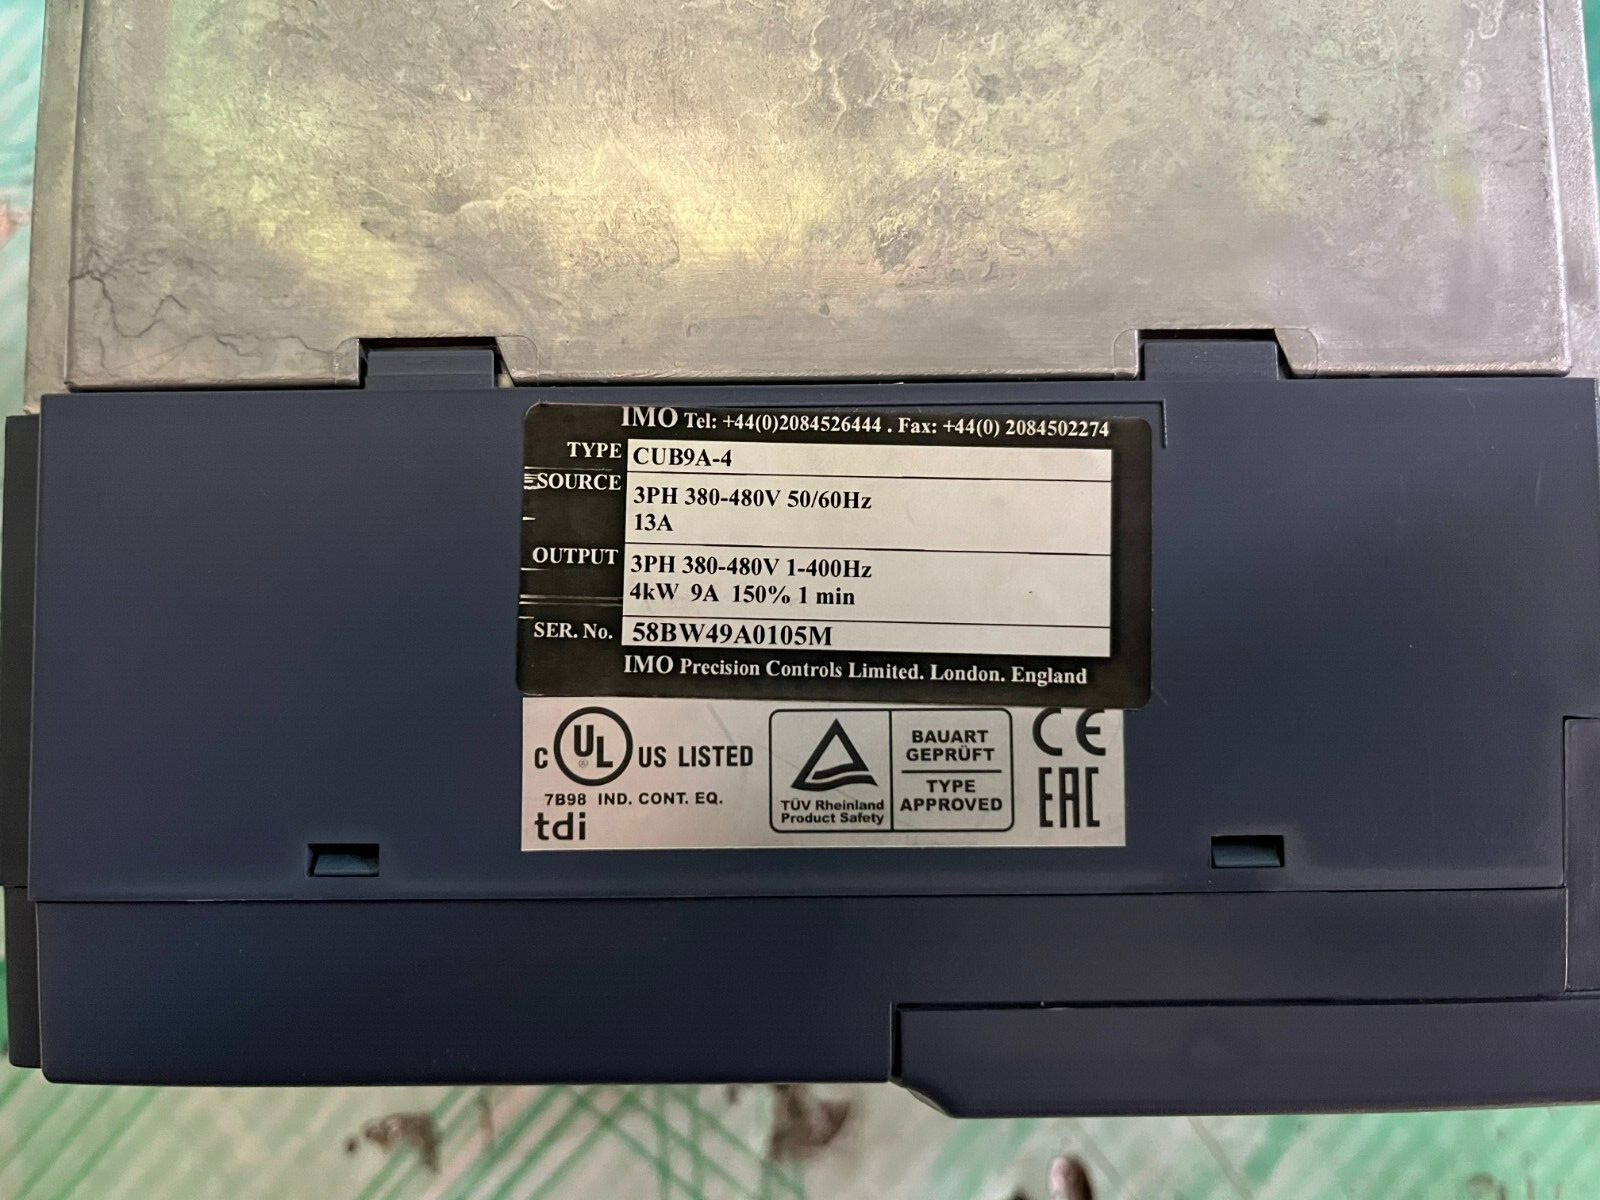 IMO Tel: +44(0)2084526444 . Fax: +44(0) 2084502274
TYPE CUB9A-4
SOURCE 3PH 380-480V 50/60Hz
13A
OUTPUT 3PH 380-480V 1-400Hz
4kW 9A 150% 1 min
SER. No. 58BW49A0105M
IMO Precision Controls Limited. London. England
C UL ® US LISTED
7B98 IND. CONT. EQ.
tdi
TÜV Rheinland
Product Safety
BAUART
GEPRÜFT
TYPE
APPROVED
CE
EAC